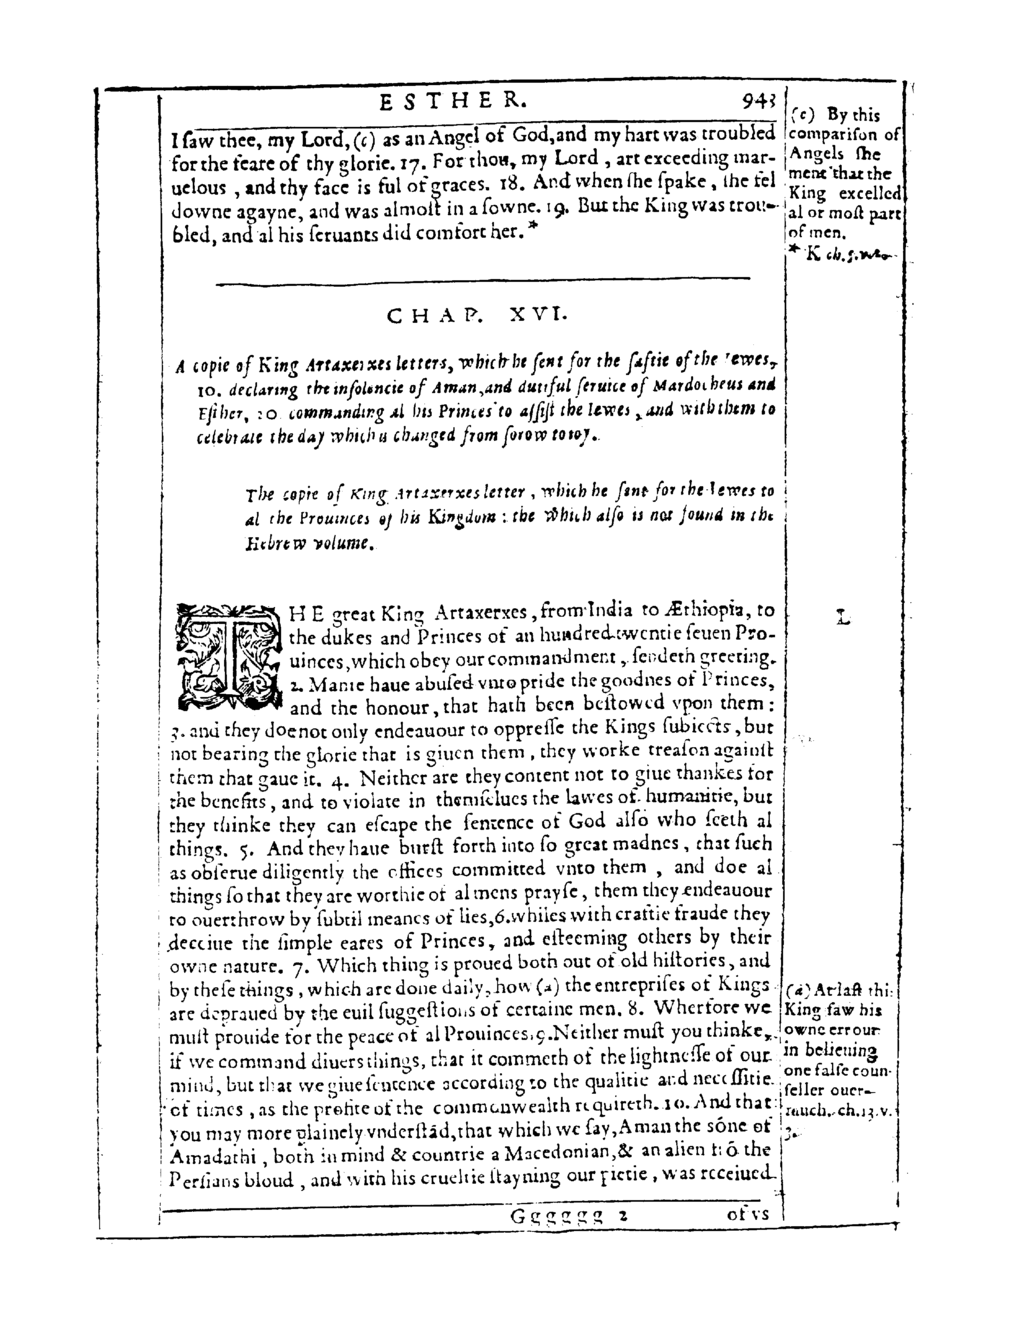 ESTHER. 943
I ſaw thee, my Lord, (c) as an Angel of God, and my hart was troubled
for the feare of thy glorie. 17. For thou, my Lord, art exceeding mar-
uelous, and thy face is ful of graces. 18. And when ſhe ſpake, ſhe fel
downe agayne, and was almoſt in a ſowne. 19. But the King was trou-
bled, and al his ſeruants did comfort her. *
(c) By this
compariſon of
Angels ſhe
ment that the
King excelled
al or moſt part
of men.
* K ch. 5.
CHAP. XVI.
A copie of King Artaxerxes letters, which he ſent for the ſaftie of the Iewes,
10. declaring the inſolencie of Aman, and dutiful ſeruice of Mardocheus and
Eſther, 20 commanding al his Princes to aſſiſt the Iewes, and with them to
celebrate the day which is changed from ſorow to ioy.
The copie of King Artaxerxes letter, which he ſent for the Iewes to
al the Prouinces of his Kingdom: the which alſo is not found in the
Hebrew volume.
THE great King Artaxerxes, from India to Æthiopia, to
the dukes and Princes of an hundred twentie ſeuen Pro-
uinces, which obey our commandment, ſendeth greeting.
2. Manie haue abuſed vnto pride the goodnes of Princes,
and the honour, that hath been beſtowed vpon them:
3. and they doe not only endeauour to oppreſſe the Kings ſubiects, but
not bearing the glorie that is giuen them, they worke treaſon againſt
them that gaue it. 4. Neither are they content not to giue thankes for
the benefits, and to violate in themſelues the lawes of humanitie, but
they thinke they can eſcape the ſentence of God alſo who ſeeth al
things. 5. And they haue burſt forth into ſo great madnes, that ſuch
as obſerue diligently the offices committed vnto them, and doe al
things ſo that they are worthie of al mens prayſe, them they endeauour
to ouerthrow by ſubtil meanes of lies, 6. whiles with craftie fraude they
deceiue the ſimple eares of Princes, and eſteeming others by their
owne nature. 7. Which thing is proued both out of old hiſtories, and
by theſe things, which are done daily, how (a) the entrepriſes of Kings
are depraued by the euil ſuggeſtions of certaine men. 8. Wherfore we
muſt prouide for the peace of al Prouinces. 9. Neither muſt you thinke,
if we command diuers things, that it commeth of the lightneſſe of our
mind, but that we giue ſentence according to the qualitie and neceſſitie
of times, as the profite of the commonwealth requireth. 10. And that
you may more plainely vnderſtãd, that which we ſay, Aman the ſone of
Amadathi, both in mind & countrie a Macedonian, & an alien frõ the
Perſians bloud, and with his crueltie ſtayning our pietie, was receiued
L
(a) At laſt this
King ſaw his
owne errour
in belieuing
one falſe coun-
ſeller ouer-
much. ch. 13. v.
3.
Gggggg 2 of vs